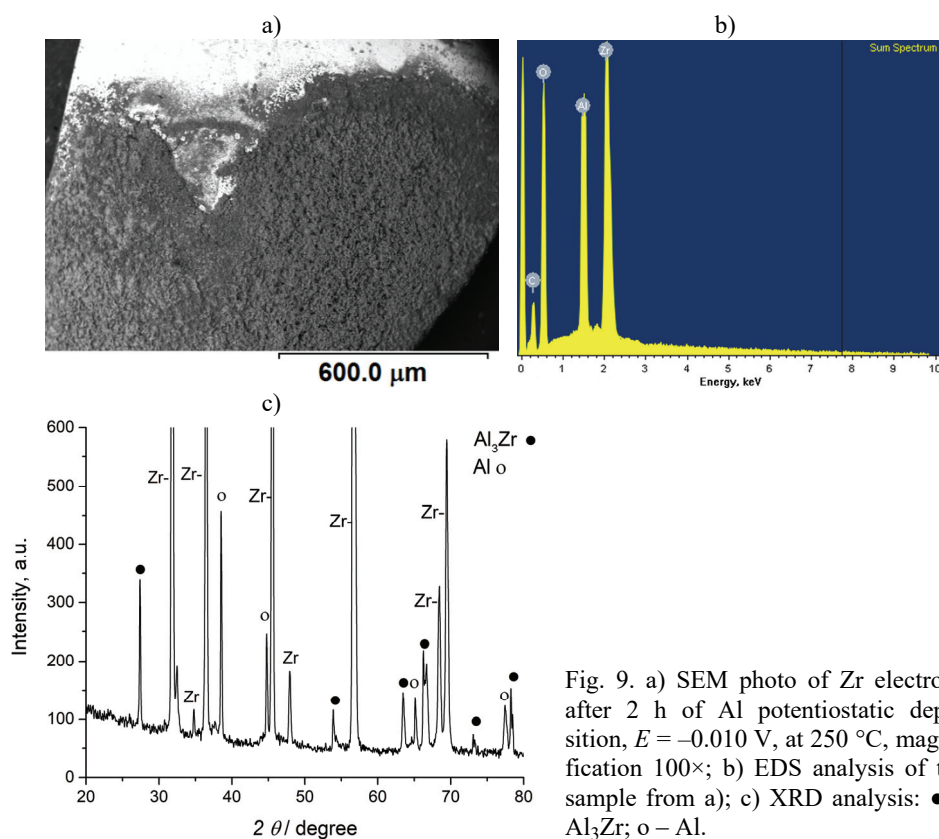 a)
b)
600.0 μm
Sum Spectrum
C
O
Al
Zr
0 1 2 3 4 5 6 7 8 9 10
Energy, keV
c)
Intensity, a.u.
600
500
400
300
200
100
0
Al₃Zr ●
Al o
●
Zr-
Zr
Zr-
o
o
Zr-
Zr
Zr-
●
●
o
●
Zr-
Zr-
●
o
●
20 30 40 50 60 70 80
2 θ / degree
Fig. 9. a) SEM photo of Zr electro
after 2 h of Al potentiostatic dep
sition, E = –0.010 V, at 250 °C, mag
fication 100×; b) EDS analysis of t
sample from a); c) XRD analysis: ●
Al₃Zr; o – Al.